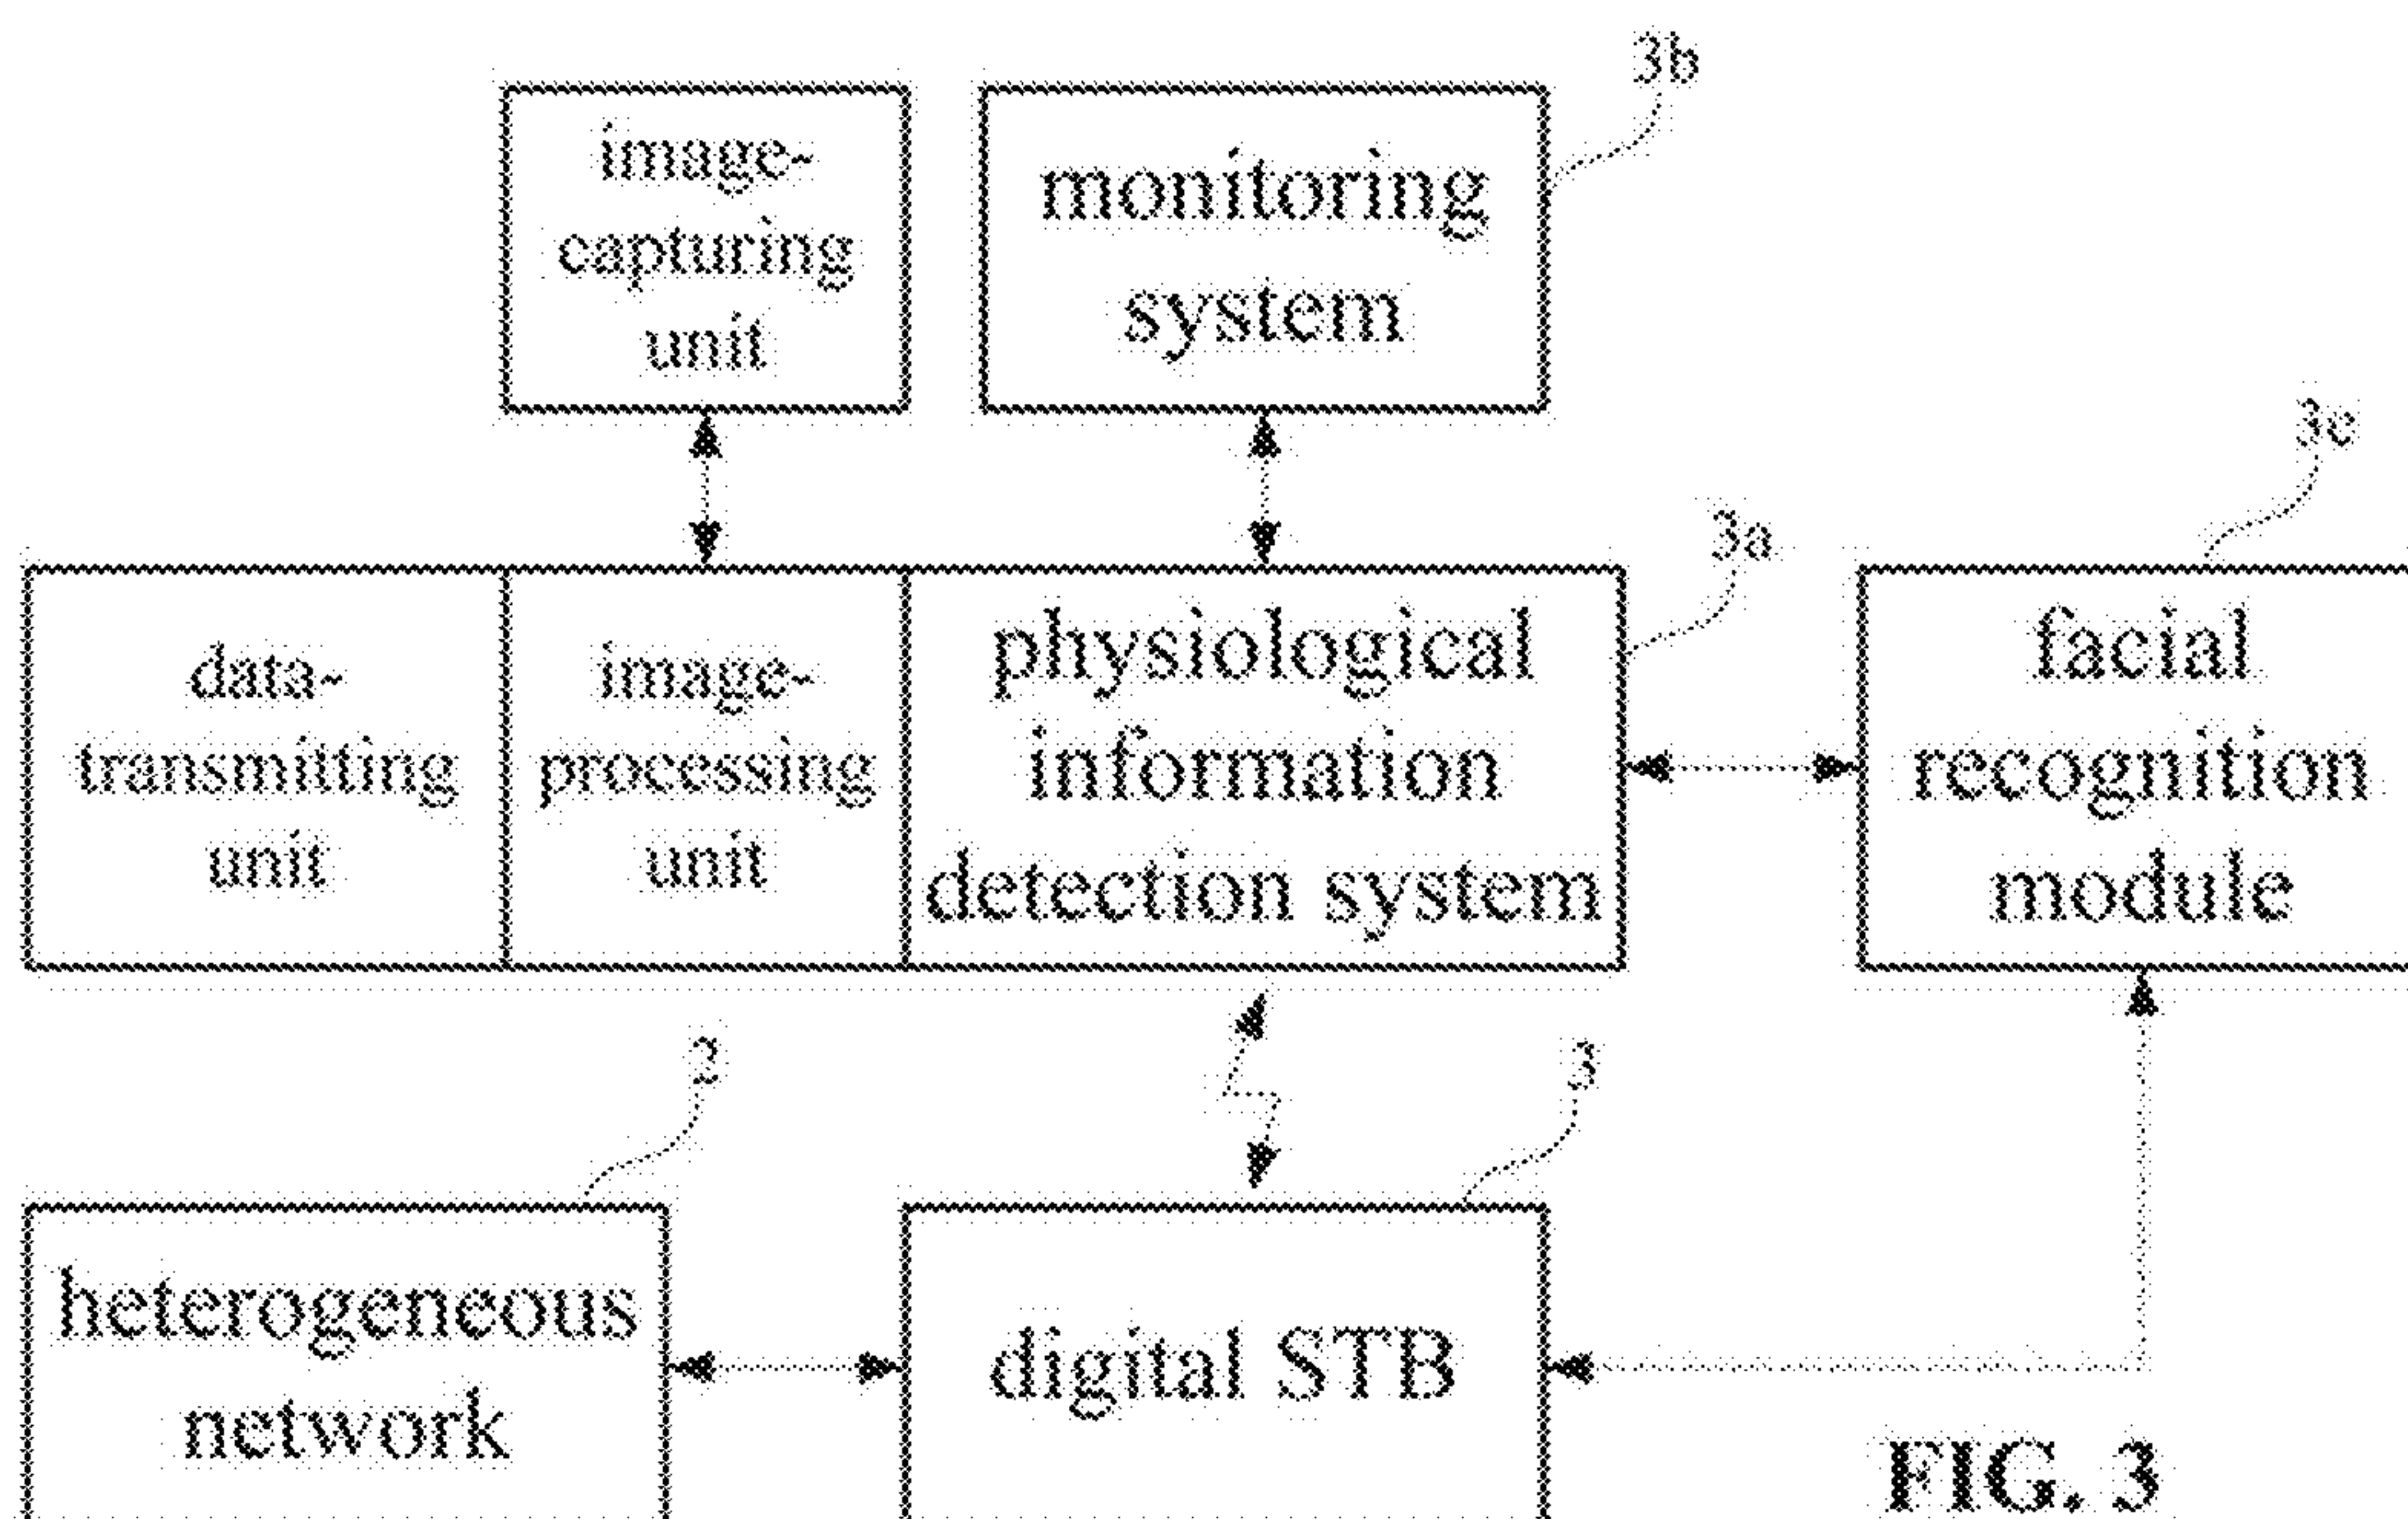 3b
image-
capturing
unit
monitoring
system
3c
3a
data-
transmitting
unit
image-
processing
unit
physiological
information
detection system
facial
recognition
module
2
3
heterogeneous
network
digital STB
FIG. 3